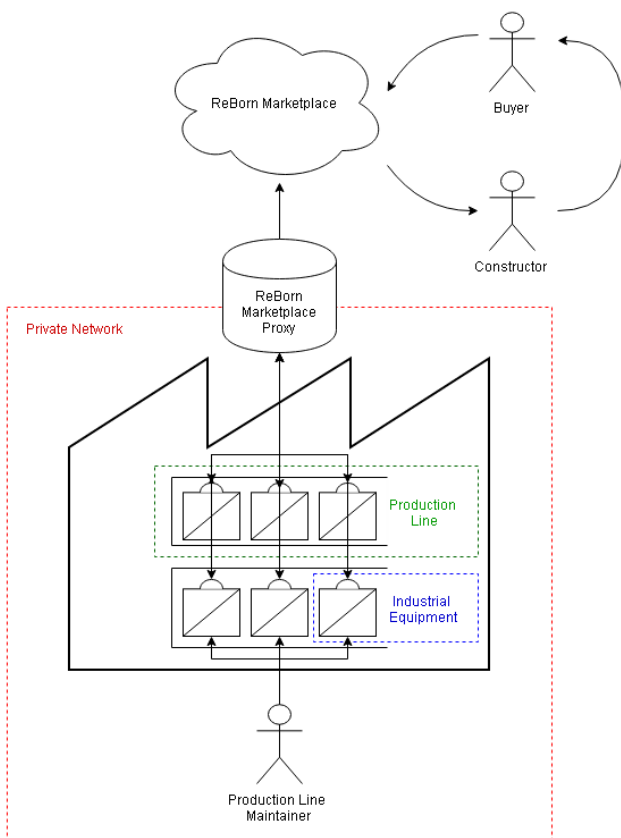 ReBorn Marketplace
Buyer
Constructor
ReBorn
Marketplace
Proxy
Private Network
Production
Line
Industrial
Equipment
Production Line
Maintainer